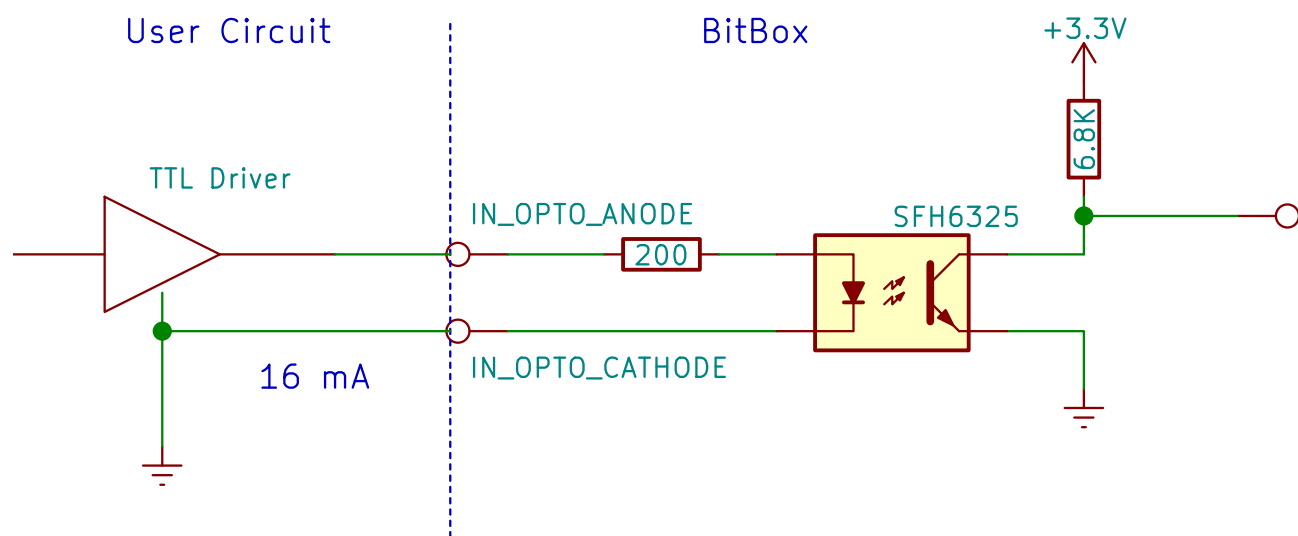 User Circuit
BitBox
+3.3V
6.8K
TTL Driver
IN_OPTO_ANODE
SFH6325
200
IN_OPTO_CATHODE
16 mA